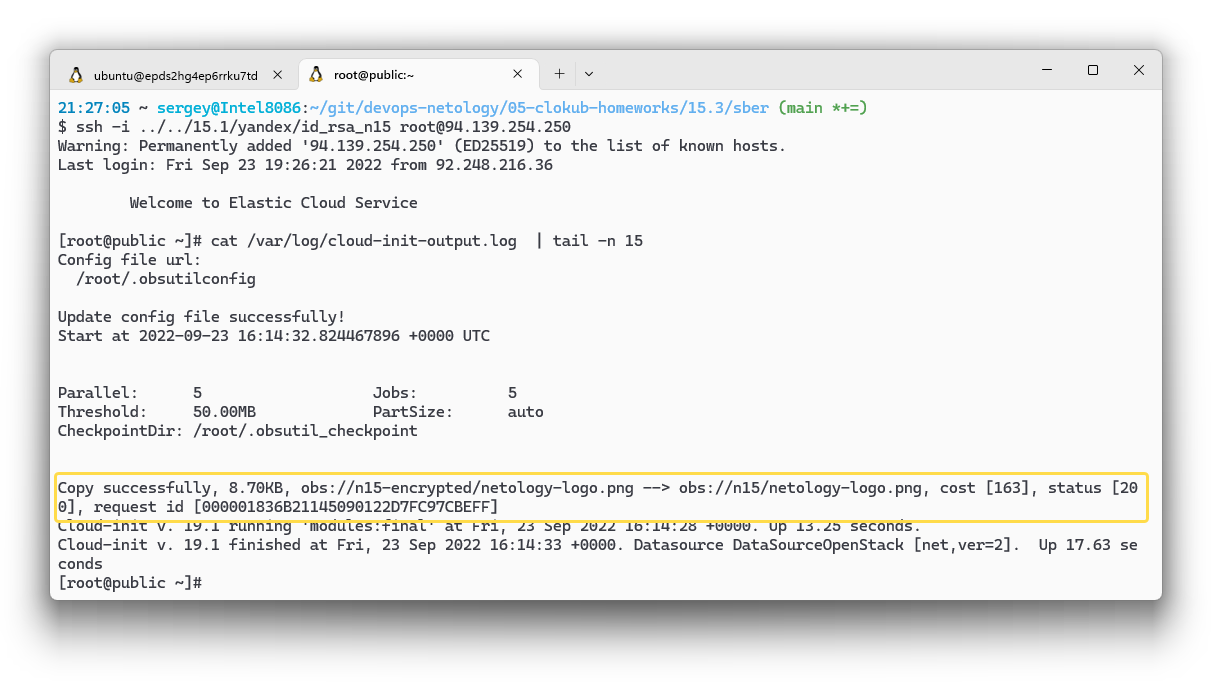 ubuntu@epds2hg4ep6rrku7td
root@public:~
21:27:05 ~ sergey@Intel8086:~/git/devops-netology/05-clokub-homeworks/15.3/sber (main *+=)
$ ssh -i ../../15.1/yandex/id_rsa_n15 root@94.139.254.250
Warning: Permanently added '94.139.254.250' (ED25519) to the list of known hosts.
Last login: Fri Sep 23 19:26:21 2022 from 92.248.216.36
Welcome to Elastic Cloud Service
[root@public ~]# cat /var/log/cloud-init-output.log  | tail -n 15
Config file url:
  /root/.obsutilconfig
Update config file successfully!
Start at 2022-09-23 16:14:32.824467896 +0000 UTC
Parallel:      5                   Jobs:          5
Threshold:     50.00MB             PartSize:      auto
CheckpointDir: /root/.obsutil_checkpoint
Copy successfully, 8.70KB, obs://n15-encrypted/netology-logo.png --> obs://n15/netology-logo.png, cost [163], status [20
0], request id [000001836B21145090122D7FC97CBEFF]
Cloud-init v. 19.1 running 'modules:final' at Fri, 23 Sep 2022 16:14:28 +0000. Up 13.25 seconds.
Cloud-init v. 19.1 finished at Fri, 23 Sep 2022 16:14:33 +0000. Datasource DataSourceOpenStack [net,ver=2].  Up 17.63 se
conds
[root@public ~]#